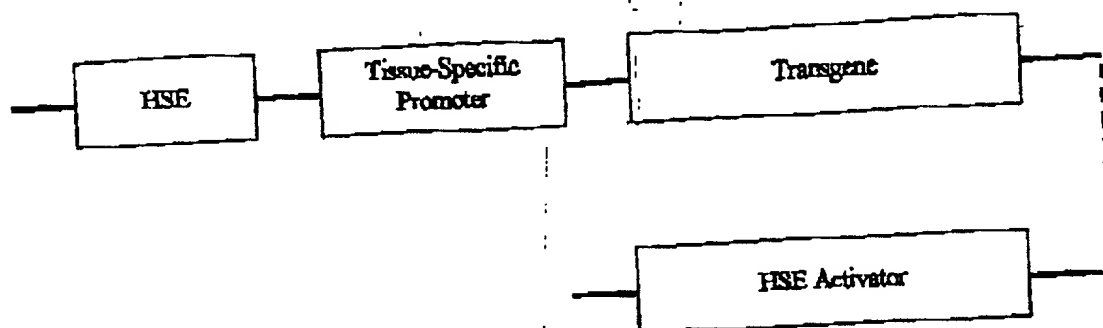 HSE
Tissue-Specific
Promoter
Transgene
HSE Activator